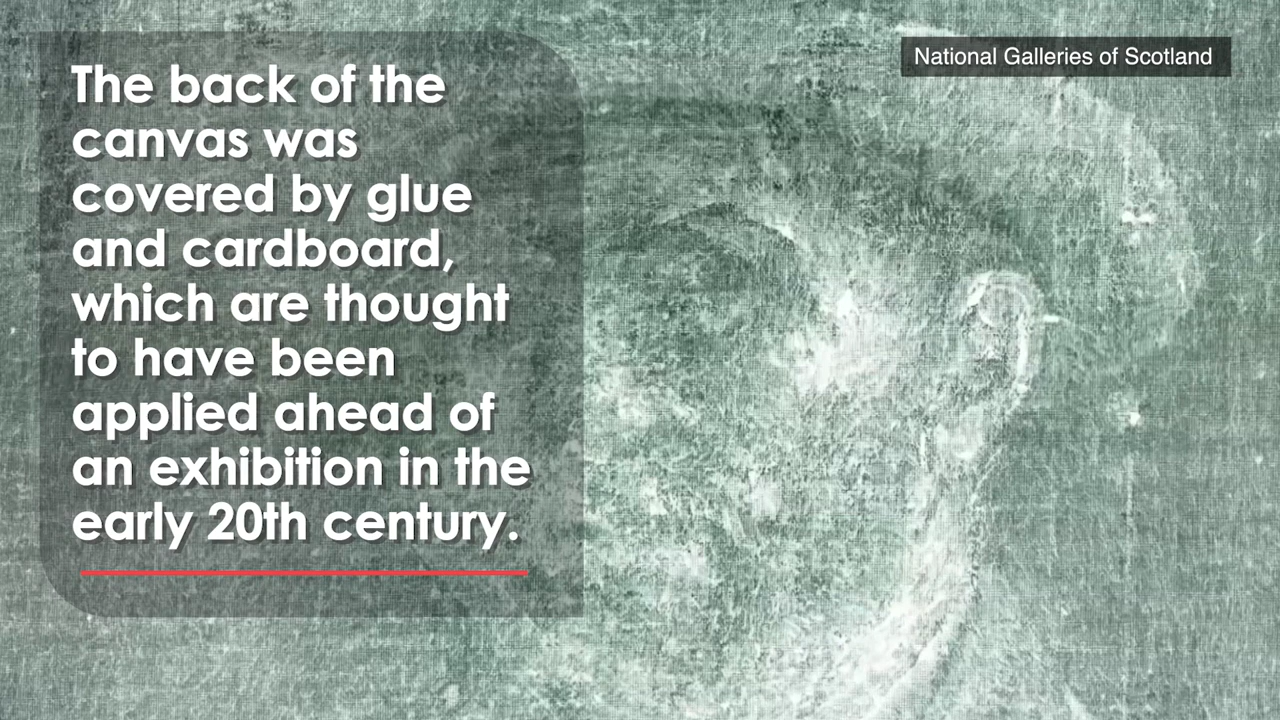 The back of the
canvas was
covered by glue
and cardboard,
which are thought
to have been
applied ahead of
an exhibition in the
early 20th century.
National Galleries of Scotland